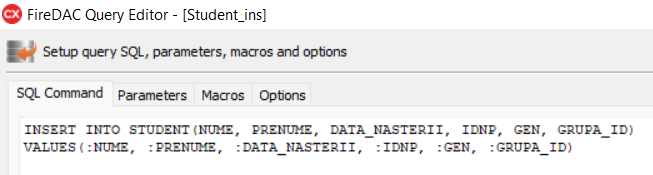 CX FireDAC Query Editor - [Student_ins]
Setup query SQL, parameters, macros and options
SQL Command Parameters Macros Options
INSERT INTO STUDENT(NUME, PRENUME, DATA_NASTERII, IDNP, GEN, GRUPA_ID)
VALUES(:NUME, :PRENUME, :DATA_NASTERII, :IDNP, :GEN, :GRUPA_ID)